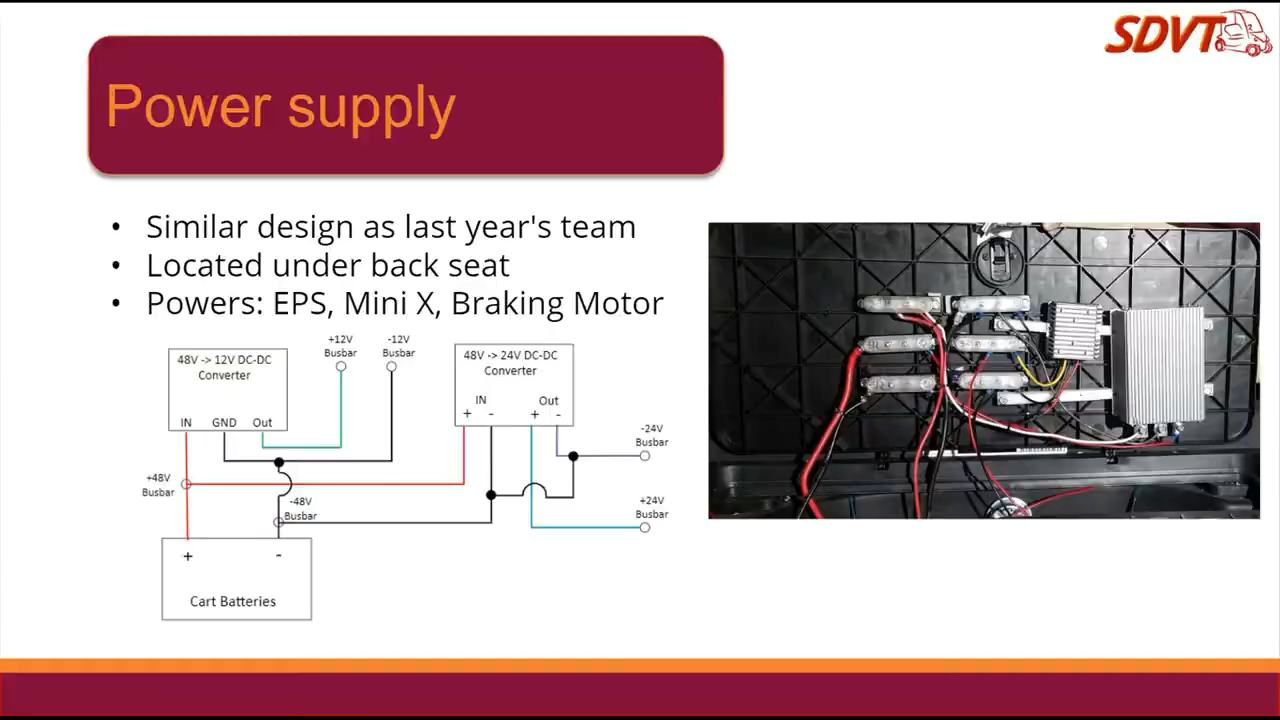 SDVT
Power supply
• Similar design as last year's team
• Located under back seat
• Powers: EPS, Mini X, Braking Motor
48V -> 12V DC-DC
Converter
IN GND Out
+12V
Busbar
-12V
Busbar
48V -> 24V DC-DC
Converter
IN Out
+ - + -
-24V
Busbar
+24V
Busbar
+48V
Busbar
-48V
Busbar
+ -
Cart Batteries